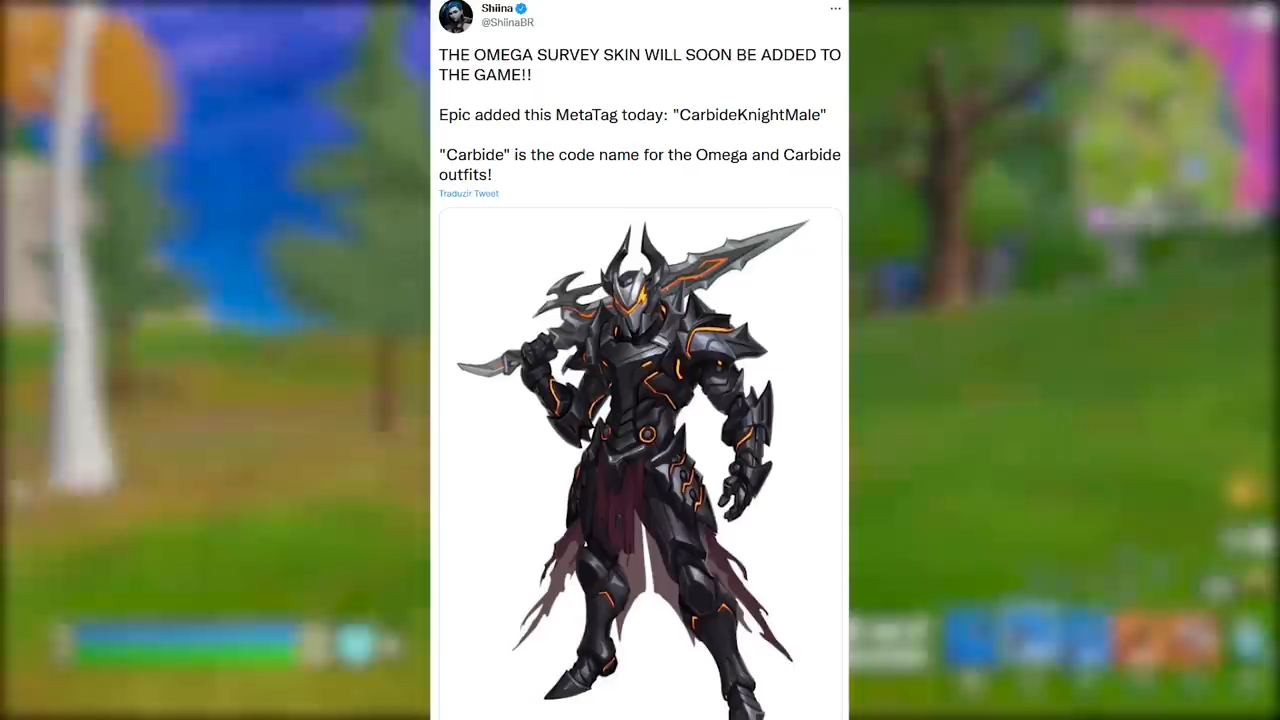 Shiina
@ShiinaBR
THE OMEGA SURVEY SKIN WILL SOON BE ADDED TO
THE GAME!!
Epic added this MetaTag today: "CarbideKnightMale"
"Carbide" is the code name for the Omega and Carbide
outfits!
Traduzir Tweet